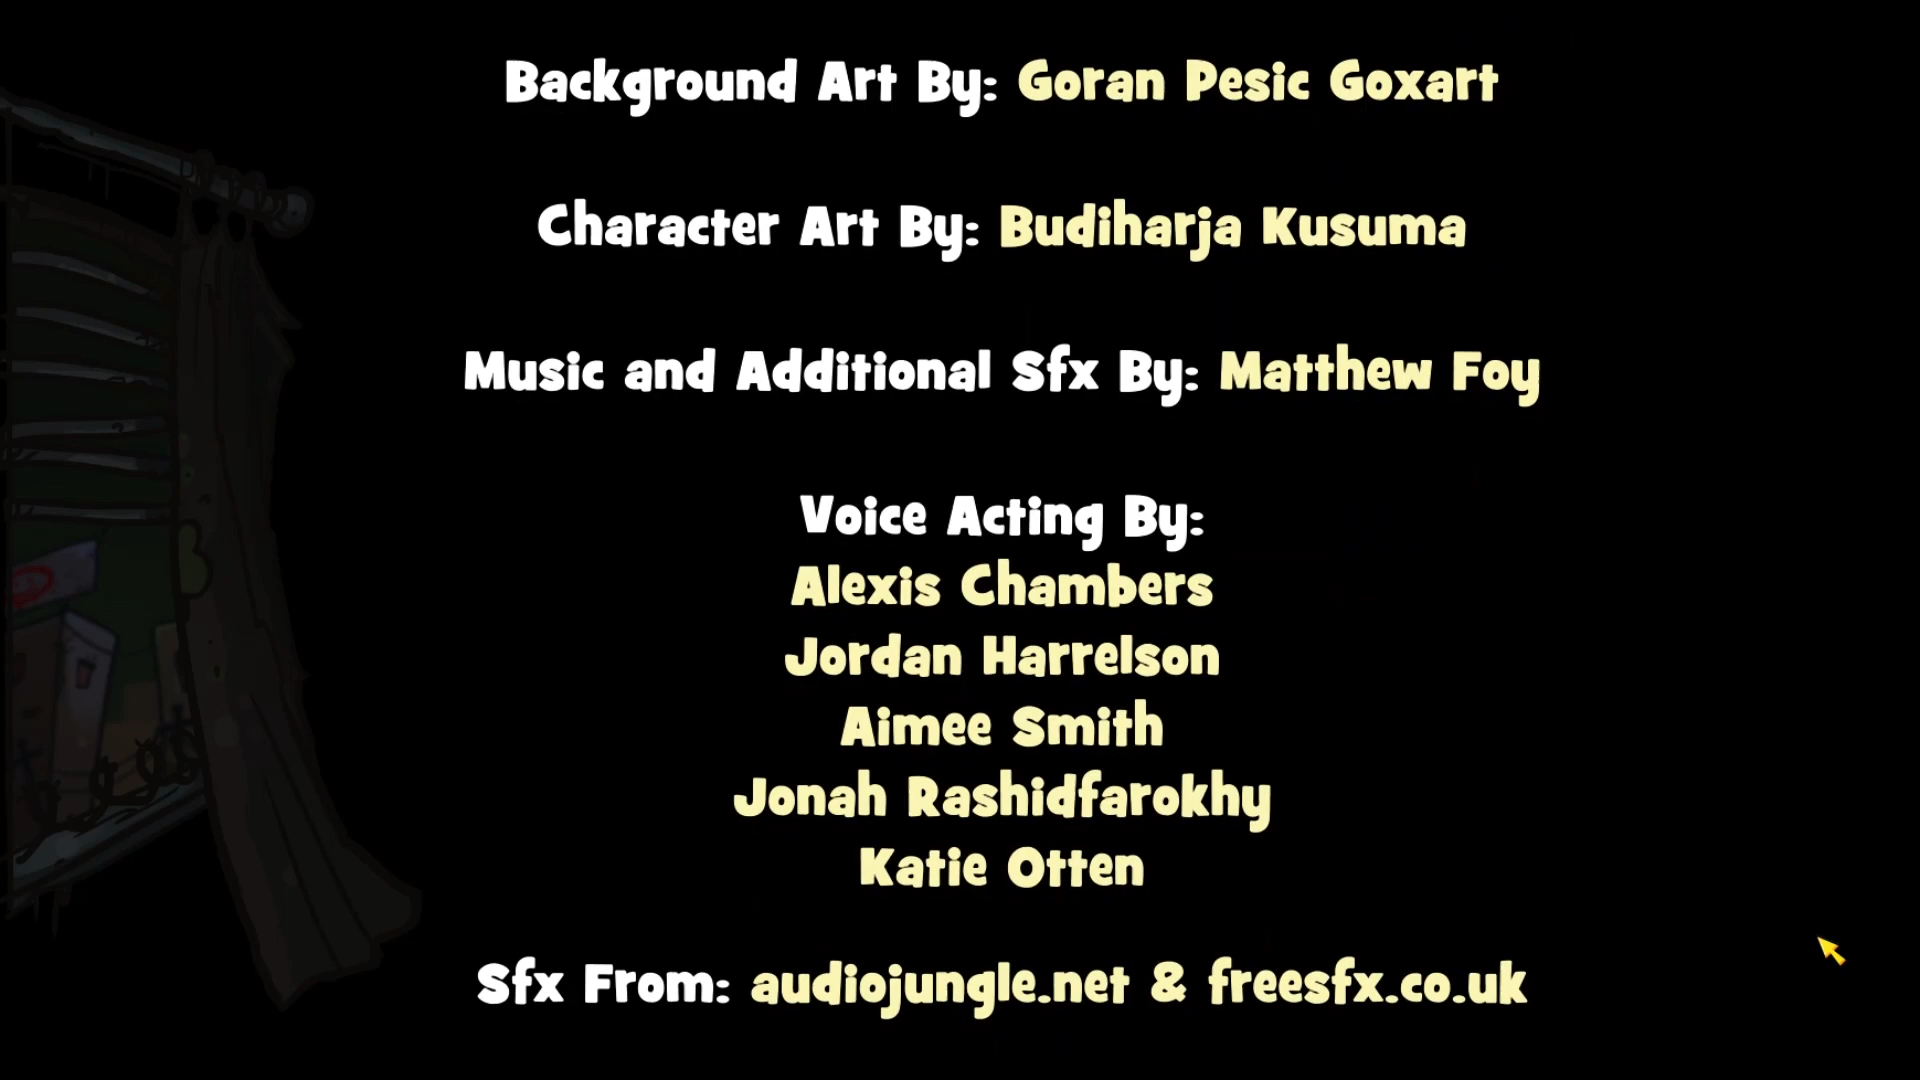 Background Art By: Goran Pesic Goxart
Character Art By: Budiharja Kusuma
Music and Additional Sfx By: Matthew Foy
Voice Acting By:
Alexis Chambers
Jordan Harrelson
Aimee Smith
Jonah Rashidfarokhy
Katie Otten
Sfx From: audiojungle.net & freesfx.co.uk